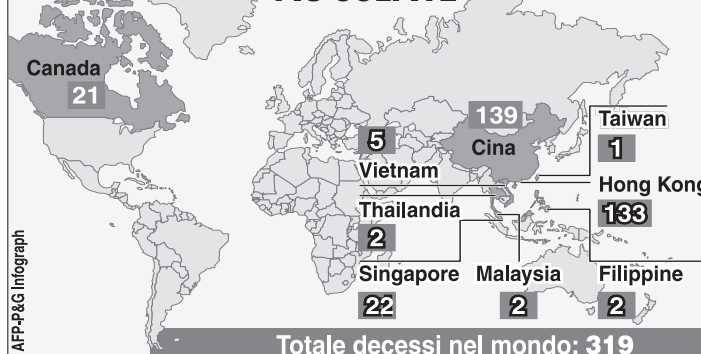 Canada
21
139
Cina
5
Vietnam
Thailandia
2
Singapore
22
Malaysia
2
Taiwan
1
Hong Kong
133
Filippine
2
Totale decessi nel mondo: 319
AFP-P&G Infograph